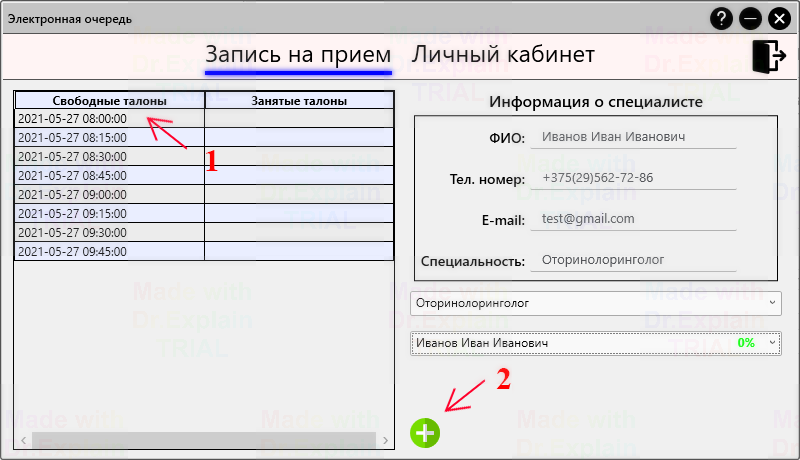 Электронная очередь
Запись на прием Личный кабинет
Свободные талоны Занятые талоны
2021-05-27 08:00:00
2021-05-27 08:15:00
2021-05-27 08:30:00
2021-05-27 08:45:00
2021-05-27 09:00:00
2021-05-27 09:15:00
2021-05-27 09:30:00
2021-05-27 09:45:00
1
Информация о специалисте
ФИО: Иванов Иван Иванович
Тел. номер: +375(29)562-72-86
E-mail: test@gmail.com
Специальность: Оторинолоринголог
Оторинолоринголог
Иванов Иван Иванович 0%
2
Made with
Dr.Explain
TRIAL